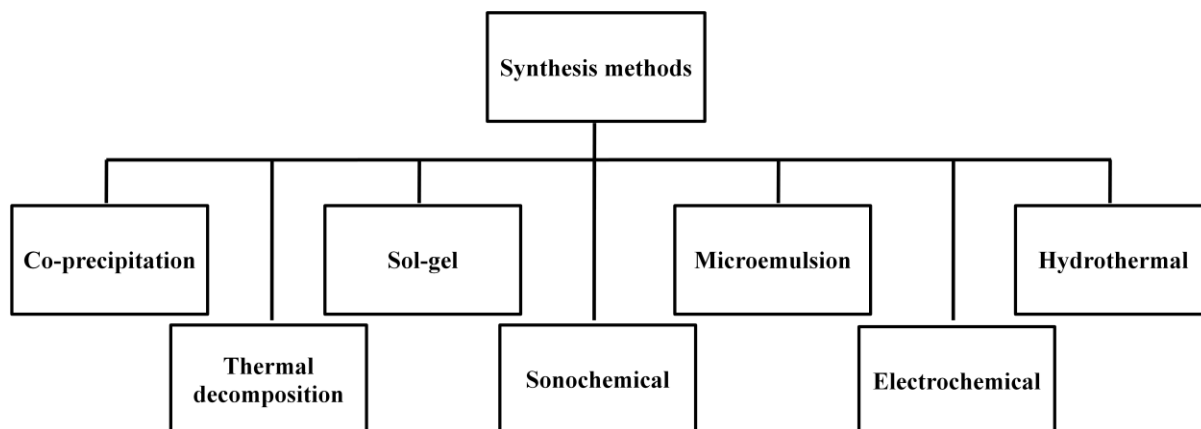 Synthesis methods
Co-precipitation
Sol-gel
Microemulsion
Hydrothermal
Thermal
decomposition
Sonochemical
Electrochemical